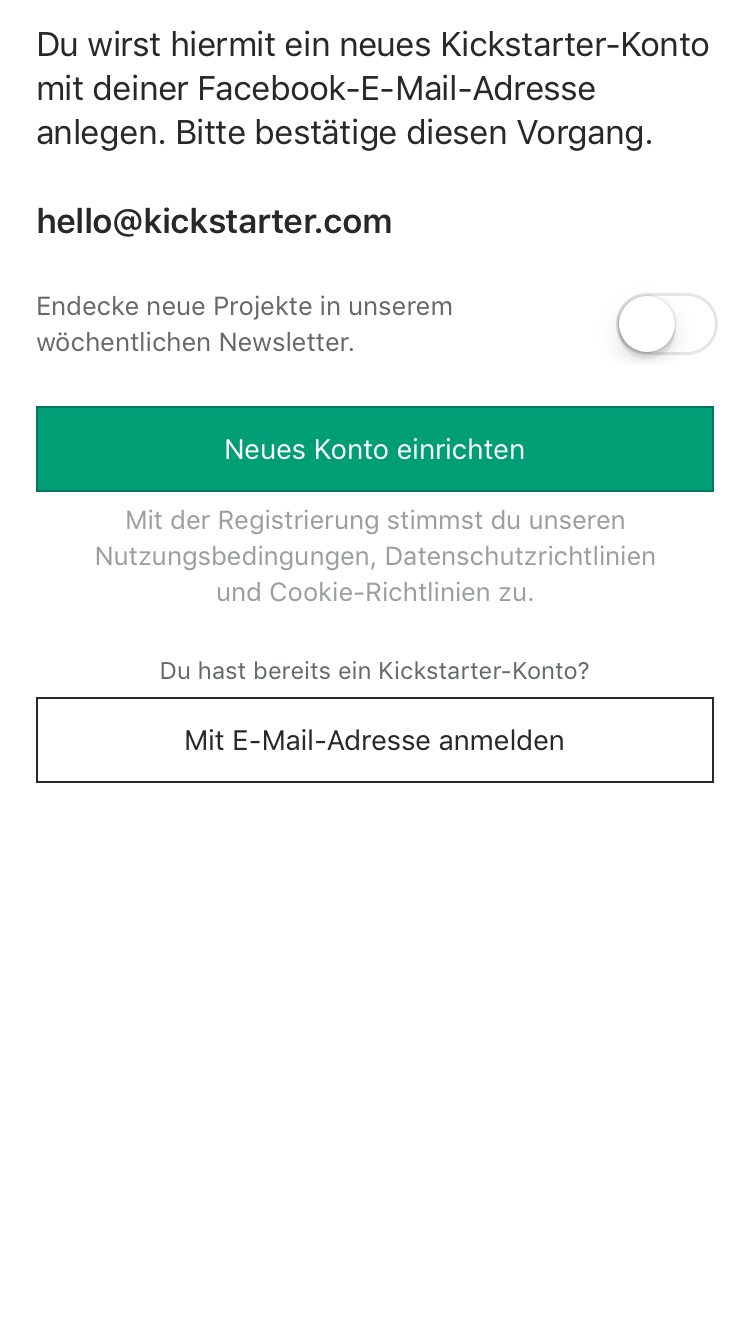 Du wirst hiermit ein neues Kickstarter-Konto
mit deiner Facebook-E-Mail-Adresse
anlegen. Bitte bestätige diesen Vorgang.
hello@kickstarter.com
Endecke neue Projekte in unserem
wöchentlichen Newsletter.
Neues Konto einrichten
Mit der Registrierung stimmst du unseren
Nutzungsbedingungen, Datenschutzrichtlinien
und Cookie-Richtlinien zu.
Du hast bereits ein Kickstarter-Konto?
Mit E-Mail-Adresse anmelden